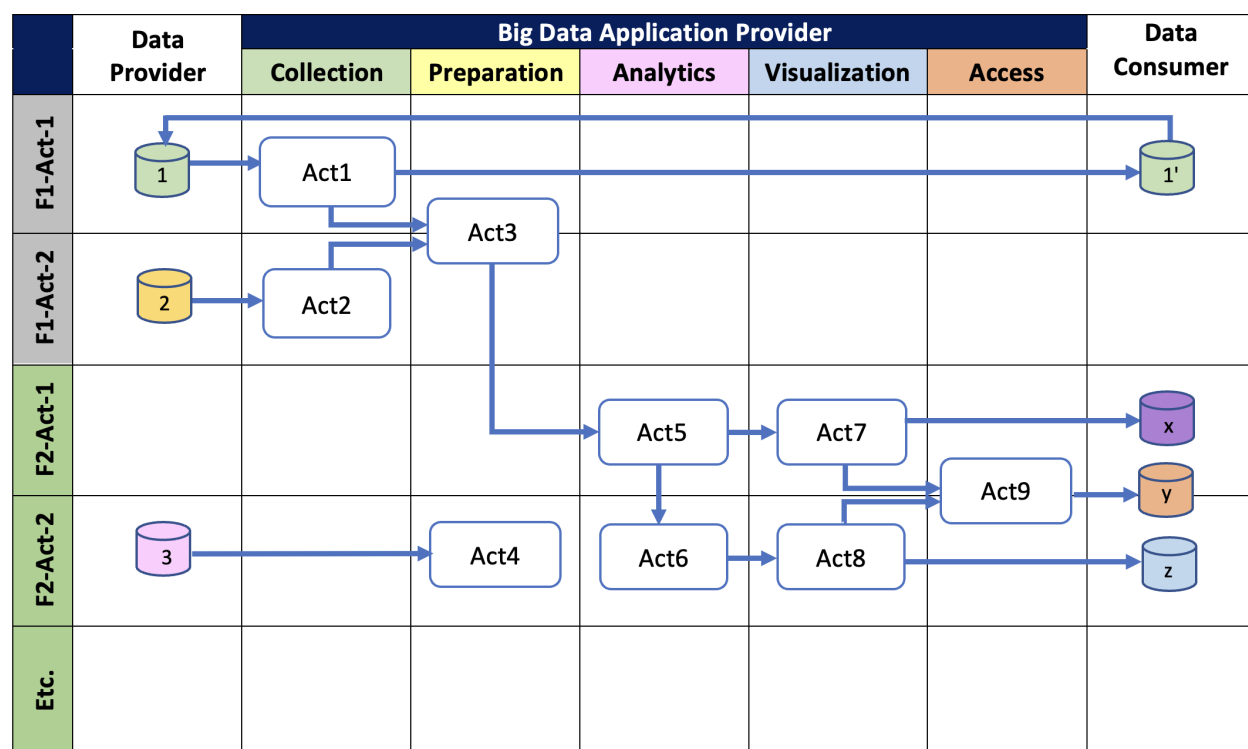 Data
Provider
Big Data Application Provider
Data
Consumer
Collection
Preparation
Analytics
Visualization
Access
F1-Act-1
1
Act1
1'
Act3
F1-Act-2
2
Act2
F2-Act-1
Act5
Act7
x
Act9
y
F2-Act-2
3
Act4
Act6
Act8
z
Etc.